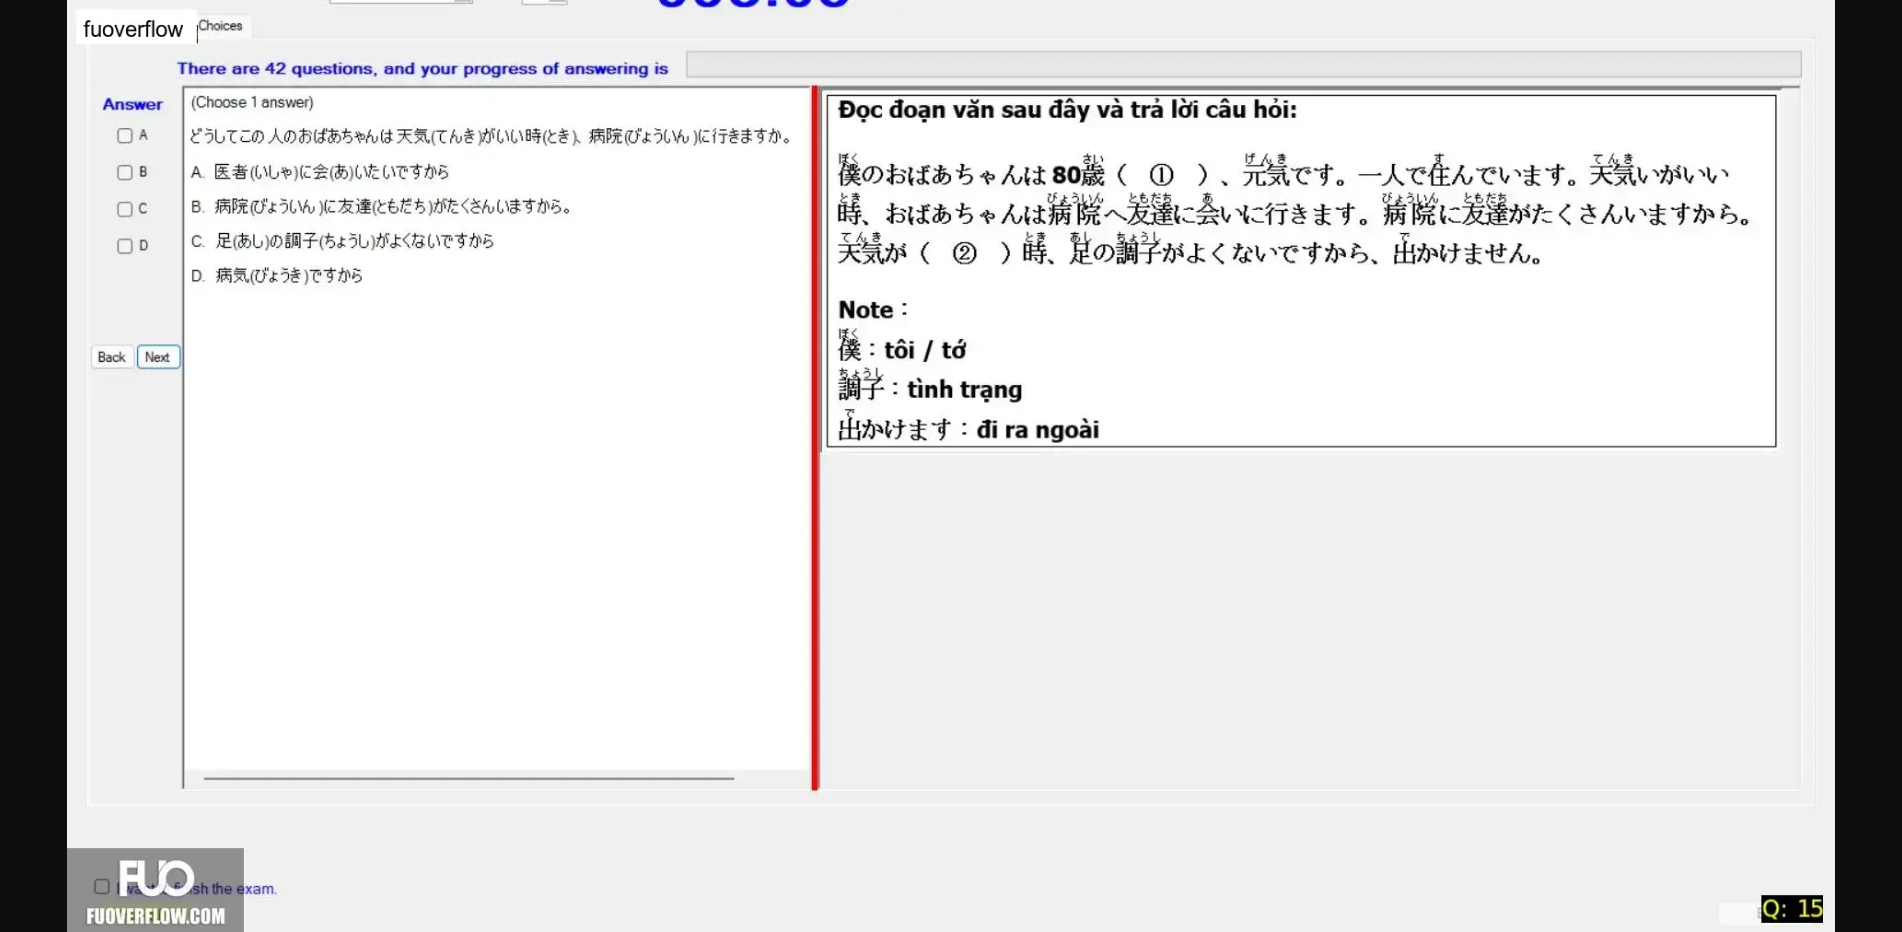 fuoverflow
Choices
There are 42 questions, and your progress of answering is
Answer
A
B
C
D
Back
Next
(Choose 1 answer)
どうしてこの人のおばあちゃんは天気(てんき)がいい時(とき)、病院(びょういん)に行きますか。
A. 医者(いしゃ)に会(あ)いたいですから
B. 病院(びょういん)に友達(ともだち)がたくさんいますから。
C. 足(あし)の調子(ちょうし)がよくないですから
D. 病気(びょうき)ですから
Đọc đoạn văn sau đây và trả lời câu hỏi:
ぼく さい げんき す てんき
僕のおばあちゃんは 80歳（ ① ）、元気です。一人で住んでいます。天気いがいい
とき びょういん ともだち あ びょういん ともだち
時、おばあちゃんは病院へ友達に会いに行きます。病院に友達がたくさんいますから。
てんき とき あし ちょうし で
天気が（ ② ）時、足の調子がよくないですから、出かけません。
Note：
ぼく
僕：tôi / tớ
ちょうし
調子：tình trạng
で
出かけます：đi ra ngoài
FUO
I want finish the exam.
FUOVERFLOW.COM
Q: 15